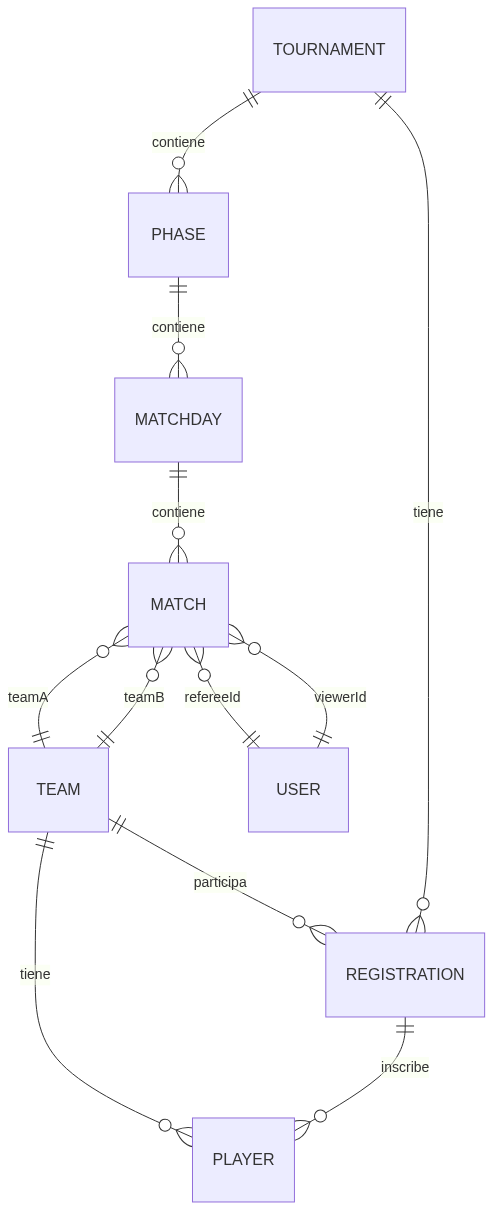 TOURNAMENT
contiene
PHASE
contiene
MATCHDAY
contiene
tiene
MATCH
teamA
teamB
refereeId
viewerId
TEAM
USER
participa
tiene
REGISTRATION
inscribe
PLAYER